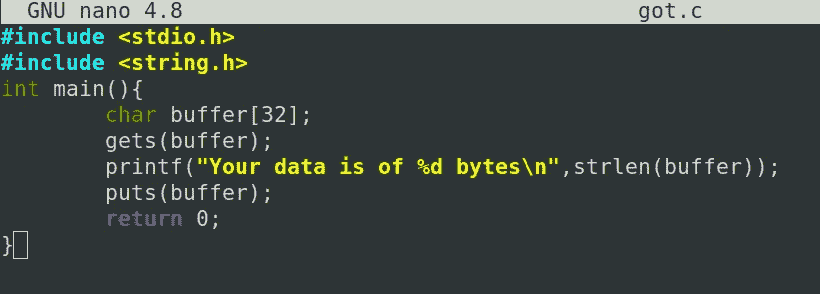 GNU nano 4.8 got.c
#include <stdio.h>
#include <string.h>
int main(){
char buffer[32];
gets(buffer);
printf("Your data is of %d bytes\n",strlen(buffer));
puts(buffer);
return 0;
}